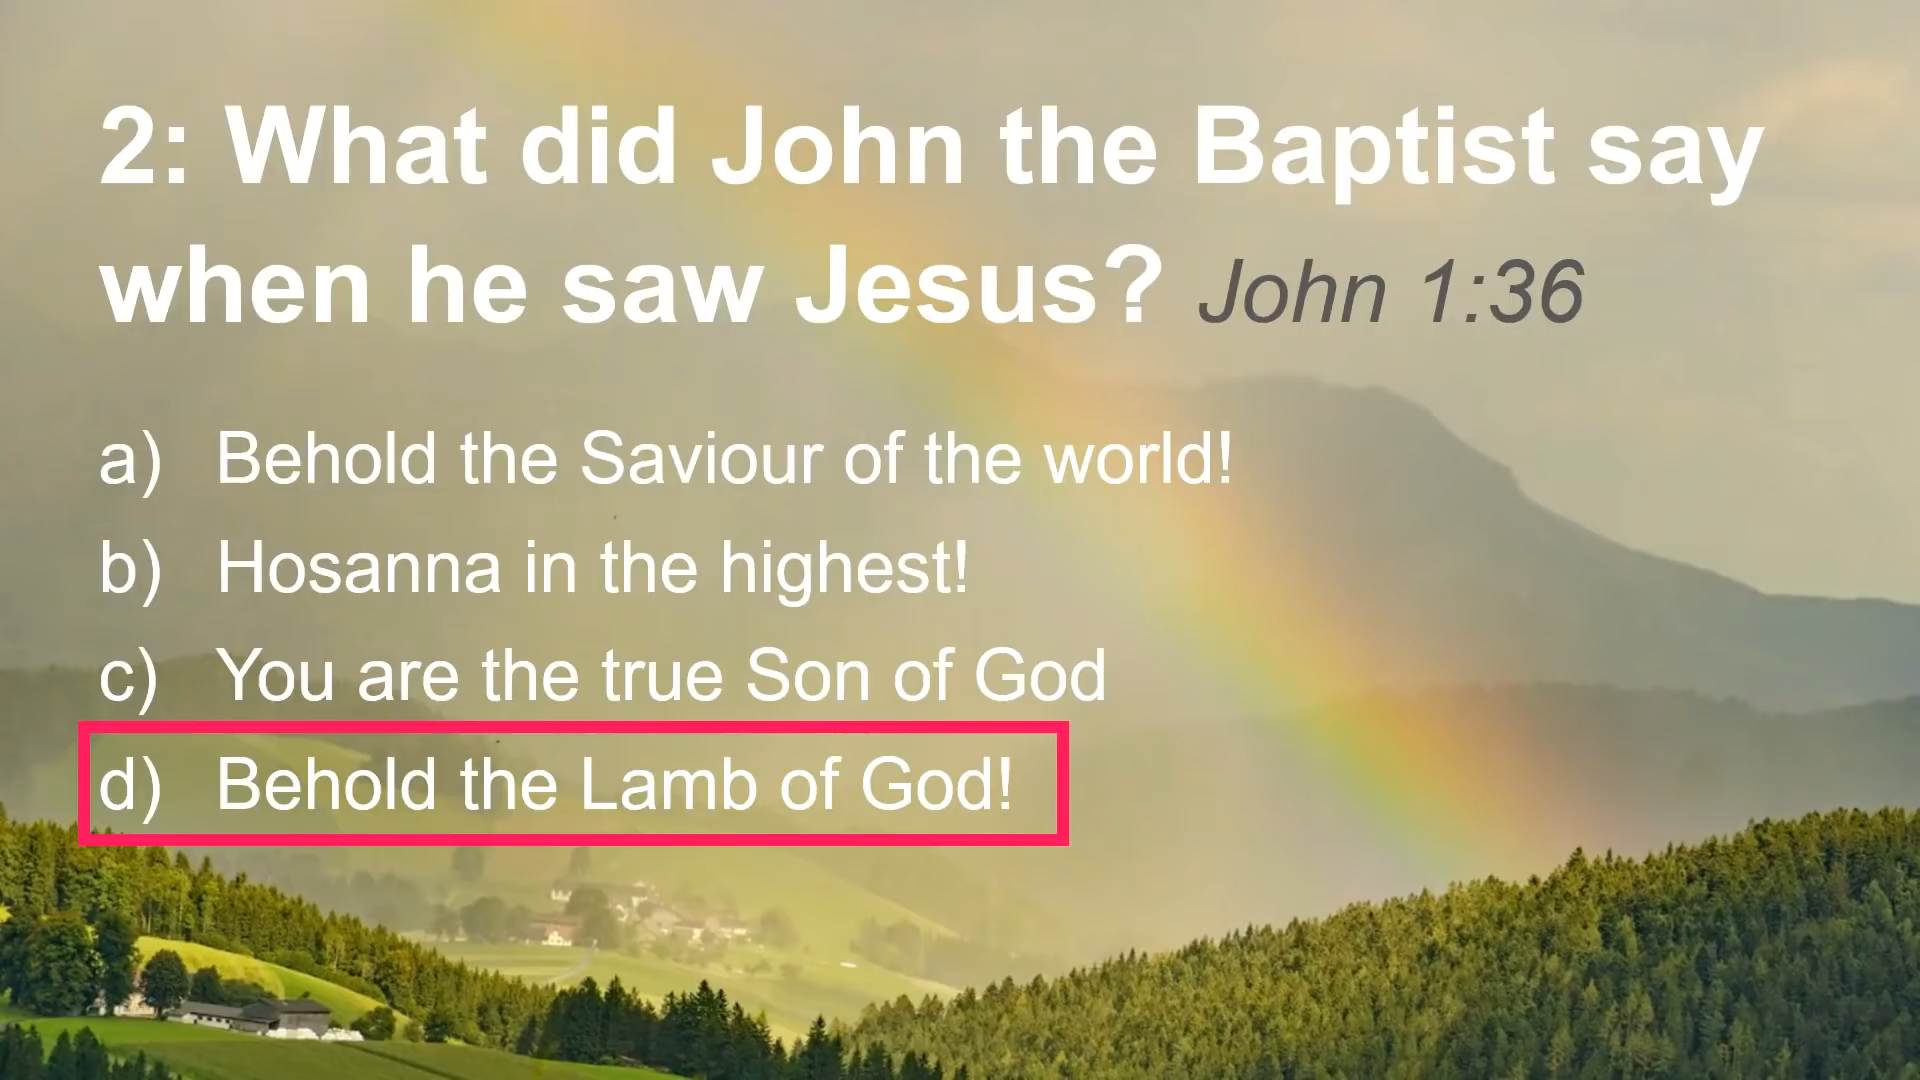 2: What did John the Baptist say
when he saw Jesus? John 1:36
a) Behold the Saviour of the world!
b) Hosanna in the highest!
c) You are the true Son of God
d) Behold the Lamb of God!